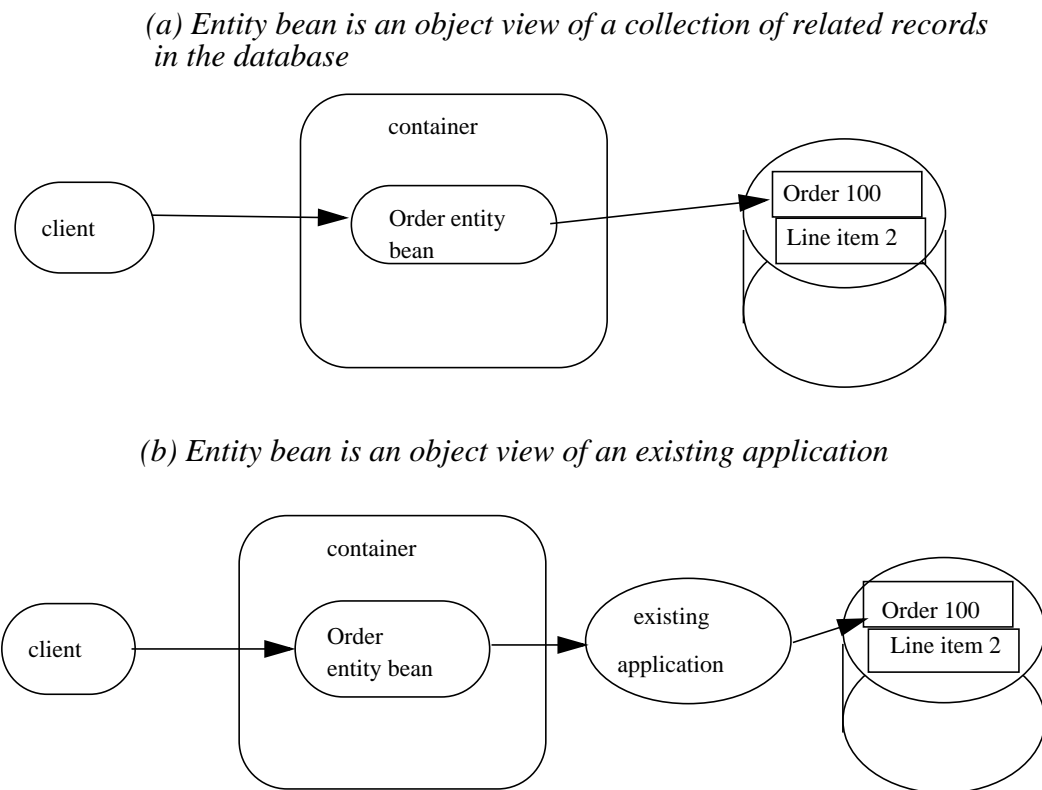 (a) Entity bean is an object view of a collection of related records
in the database
container
client
Order entity
bean
Order 100
Line item 2
(b) Entity bean is an object view of an existing application
container
client
Order
entity bean
existing
application
Order 100
Line item 2